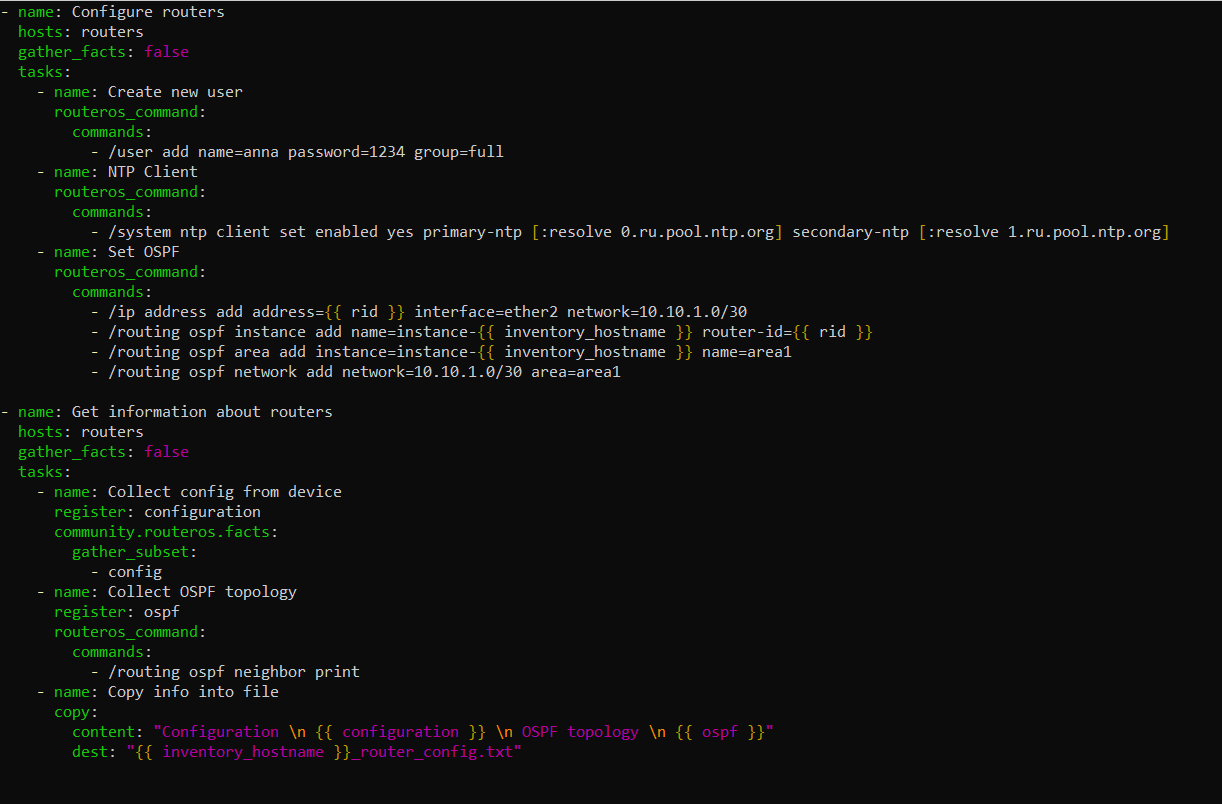 - name: Configure routers
  hosts: routers
  gather_facts: false
  tasks:
    - name: Create new user
      routeros_command:
        commands:
          - /user add name=anna password=1234 group=full
    - name: NTP Client
      routeros_command:
        commands:
          - /system ntp client set enabled yes primary-ntp [:resolve 0.ru.pool.ntp.org] secondary-ntp [:resolve 1.ru.pool.ntp.org]
    - name: Set OSPF
      routeros_command:
        commands:
          - /ip address add address={{ rid }} interface=ether2 network=10.10.1.0/30
          - /routing ospf instance add name=instance-{{ inventory_hostname }} router-id={{ rid }}
          - /routing ospf area add instance=instance-{{ inventory_hostname }} name=area1
          - /routing ospf network add network=10.10.1.0/30 area=area1

- name: Get information about routers
  hosts: routers
  gather_facts: false
  tasks:
    - name: Collect config from device
      register: configuration
      community.routeros.facts:
        gather_subset:
          - config
    - name: Collect OSPF topology
      register: ospf
      routeros_command:
        commands:
          - /routing ospf neighbor print
    - name: Copy info into file
      copy:
        content: "Configuration \n {{ configuration }} \n OSPF topology \n {{ ospf }}"
        dest: "{{ inventory_hostname }}_router_config.txt"